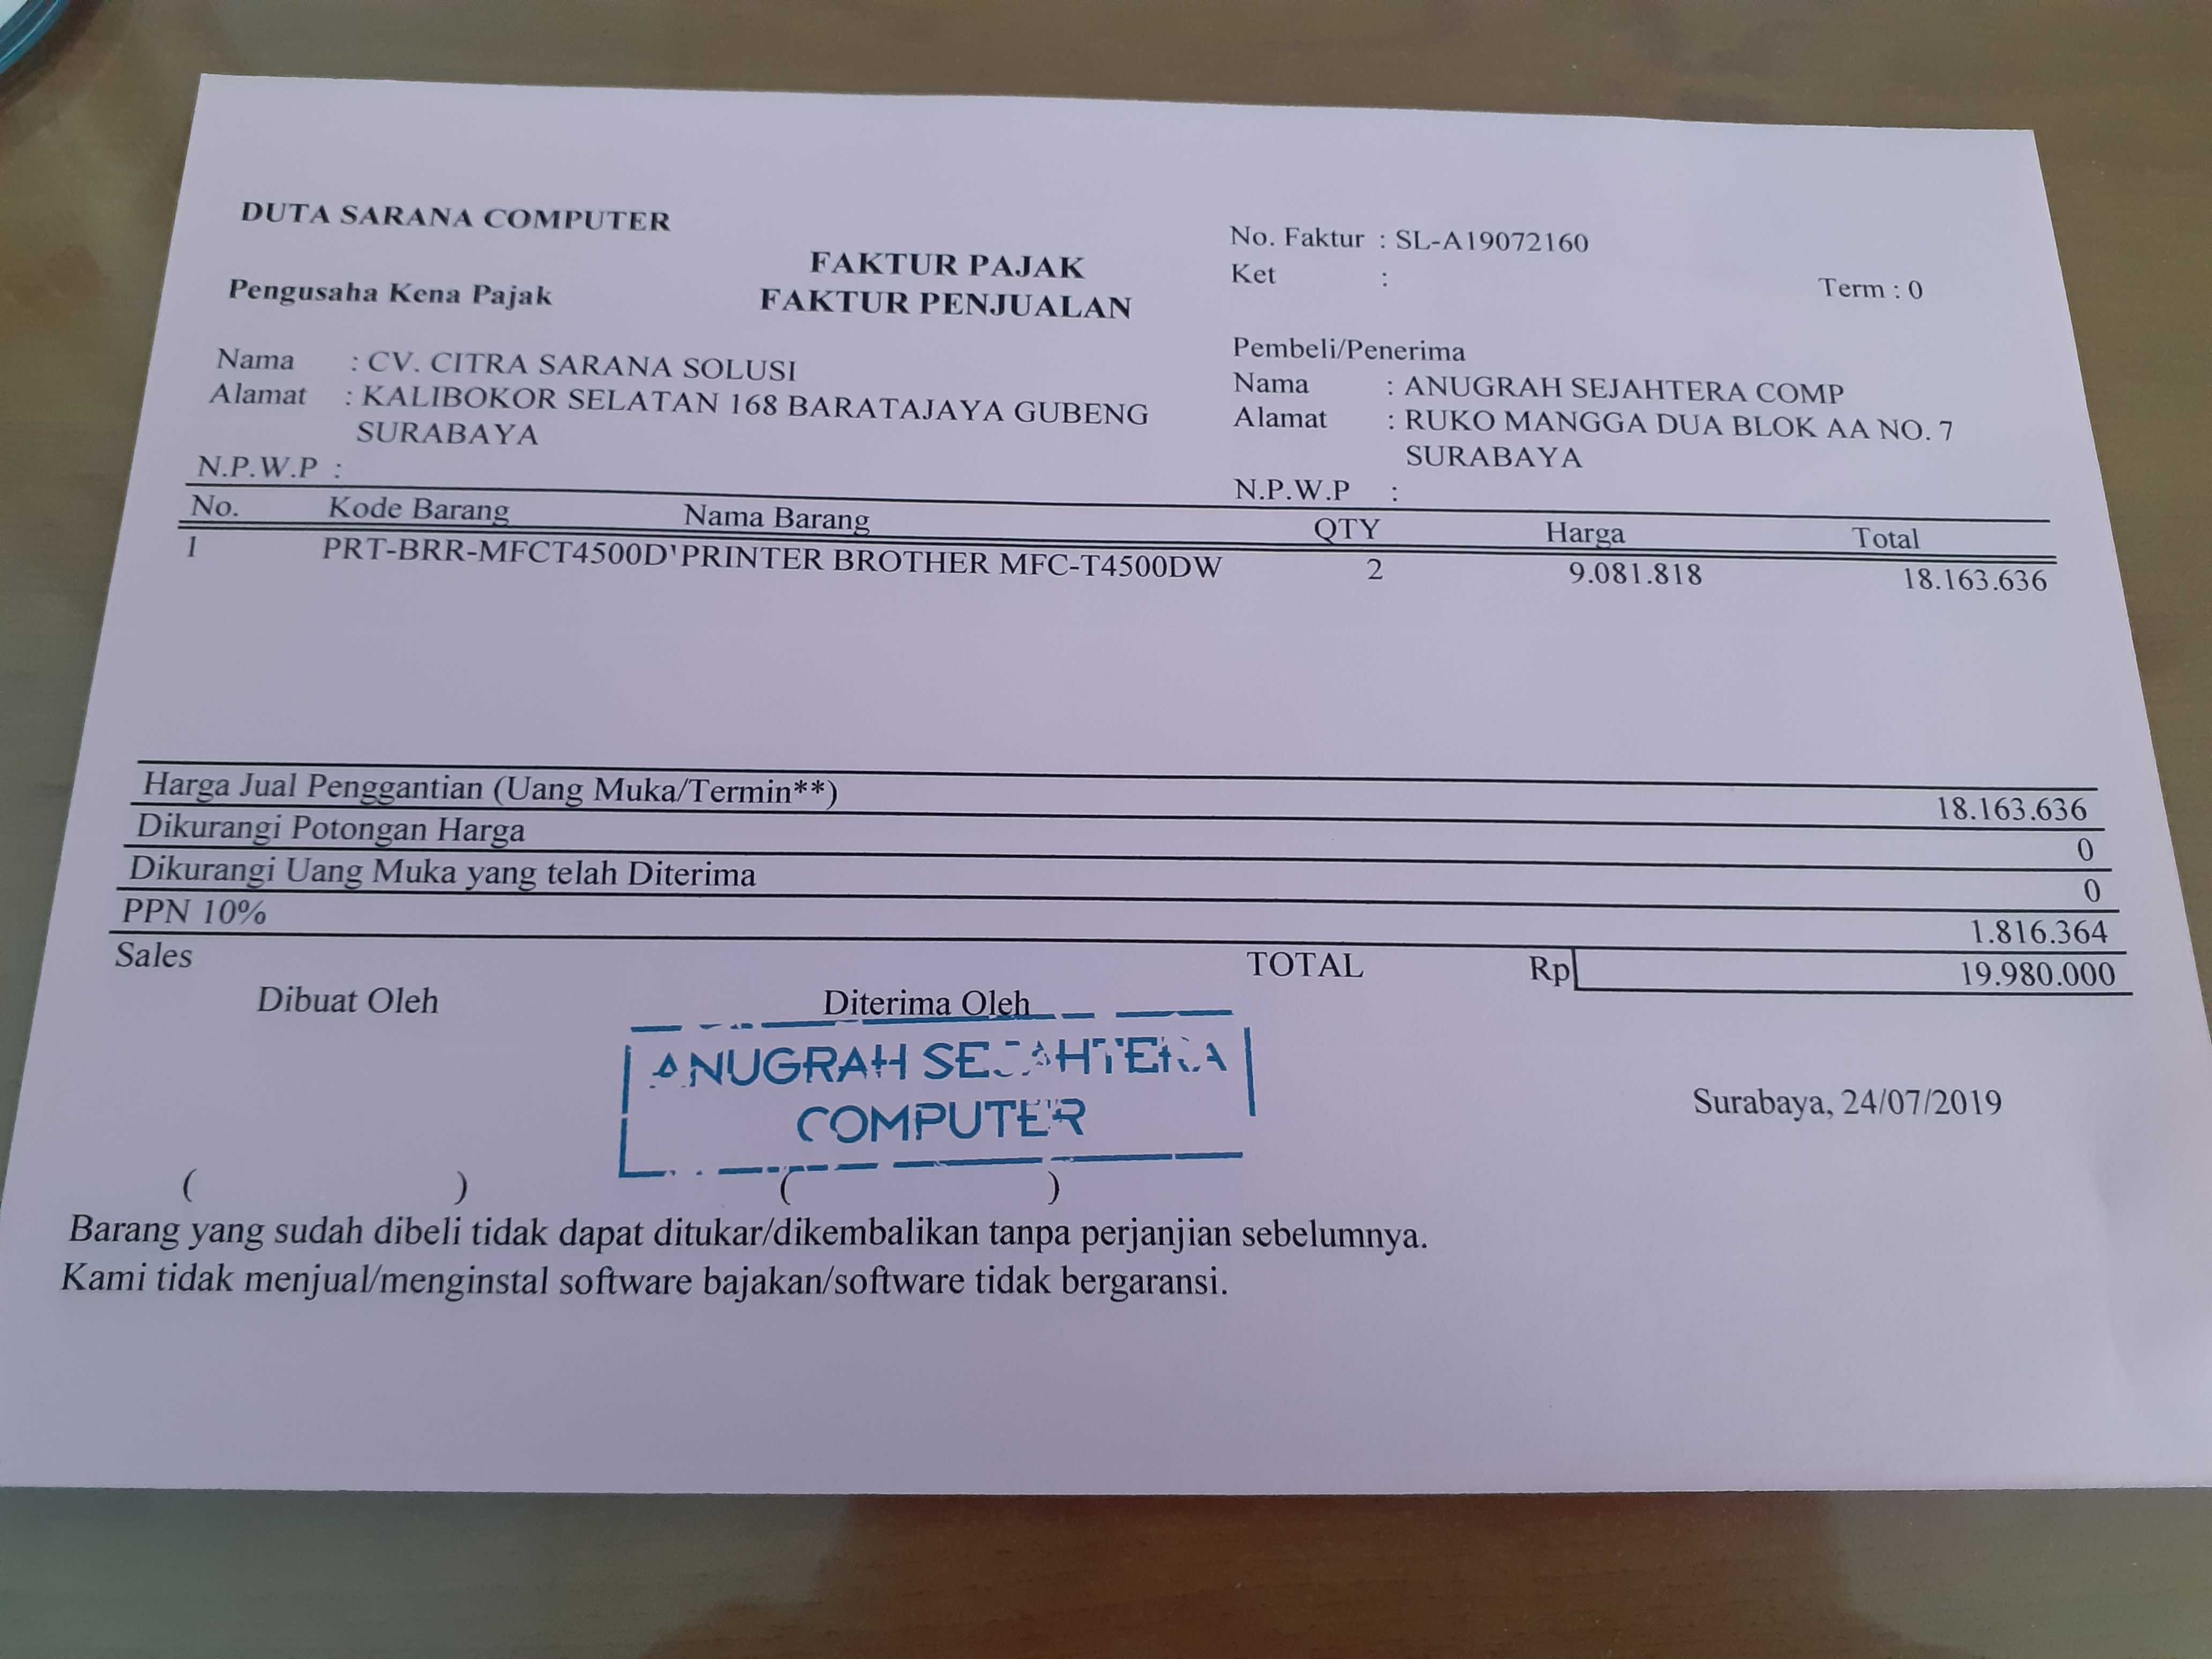 DUTA SARANA COMPUTER
FAKTUR PAJAK
FAKTUR PENJUALAN
No. Faktur : SL-A19072160
Ket :
Term : 0
Pengusaha Kena Pajak
Nama : CV. CITRA SARANA SOLUSI
Alamat : KALIBOKOR SELATAN 168 BARATAJAYA GUBENG
SURABAYA
N.P.W.P :
Pembeli/Penerima
Nama : ANUGRAH SEJAHTERA COMP
Alamat : RUKO MANGGA DUA BLOK AA NO. 7
SURABAYA
N.P.W.P :
No. Kode Barang Nama Barang QTY Harga Total
1 PRT-BRR-MFCT4500D'PRINTER BROTHER MFC-T4500DW 2 9.081.818 18.163.636
Harga Jual Penggantian (Uang Muka/Termin**) 18.163.636
Dikurangi Potongan Harga 0
Dikurangi Uang Muka yang telah Diterima 0
PPN 10% 1.816.364
Sales TOTAL Rp 19.980.000
Dibuat Oleh Diterima Oleh
ANUGRAH SEJAHTERA
COMPUTER
Surabaya, 24/07/2019
( ) ( )
Barang yang sudah dibeli tidak dapat ditukar/dikembalikan tanpa perjanjian sebelumnya.
Kami tidak menjual/menginstal software bajakan/software tidak bergaransi.